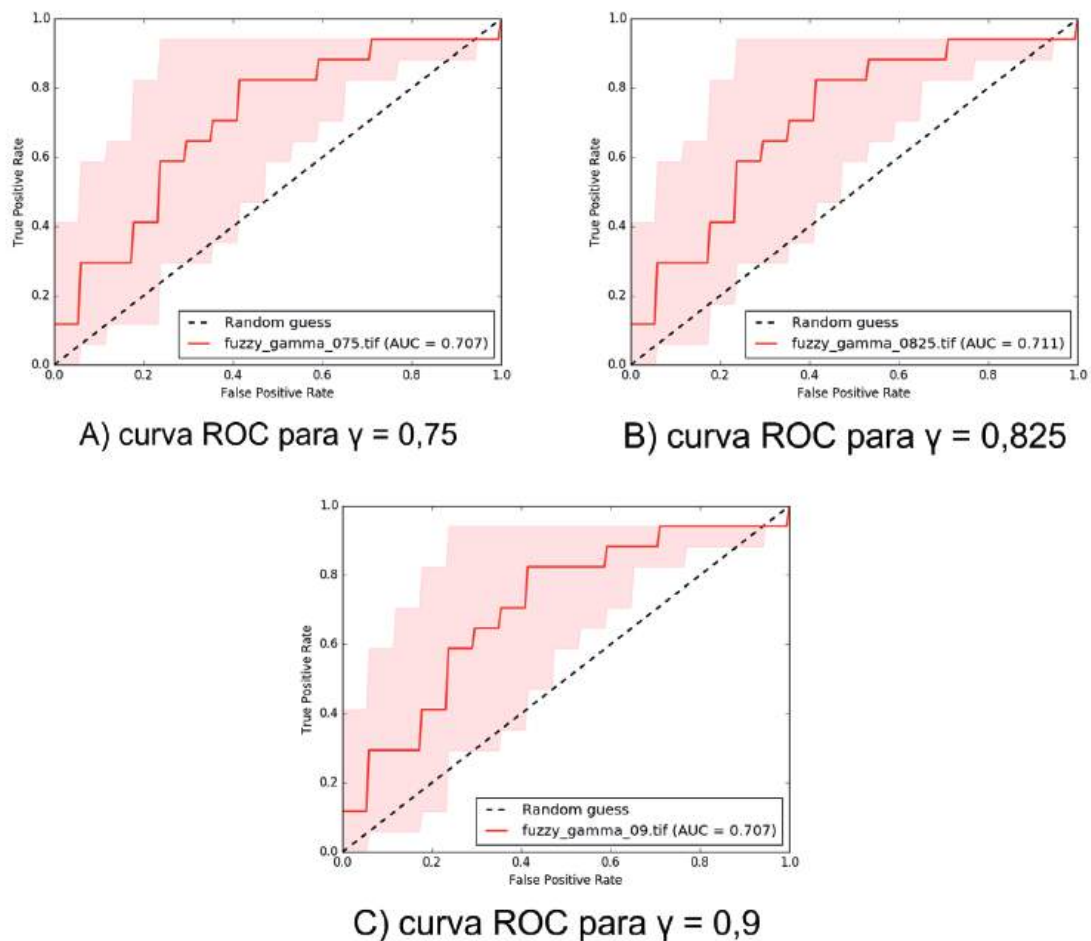 1.0
0.8
0.6
0.4
0.2
0.0
True Positive Rate
Random guess
fuzzy_gamma_075.tif (AUC = 0.707)
0.0 0.2 0.4 0.6 0.8 1.0
False Positive Rate
A) curva ROC para γ = 0,75
1.0
0.8
0.6
0.4
0.2
0.0
True Positive Rate
Random guess
fuzzy_gamma_0825.tif (AUC = 0.711)
0.0 0.2 0.4 0.6 0.8 1.0
False Positive Rate
B) curva ROC para γ = 0,825
1.0
0.8
0.6
0.4
0.2
0.0
True Positive Rate
Random guess
fuzzy_gamma_09.tif (AUC = 0.707)
0.0 0.2 0.4 0.6 0.8 1.0
False Positive Rate
C) curva ROC para γ = 0,9